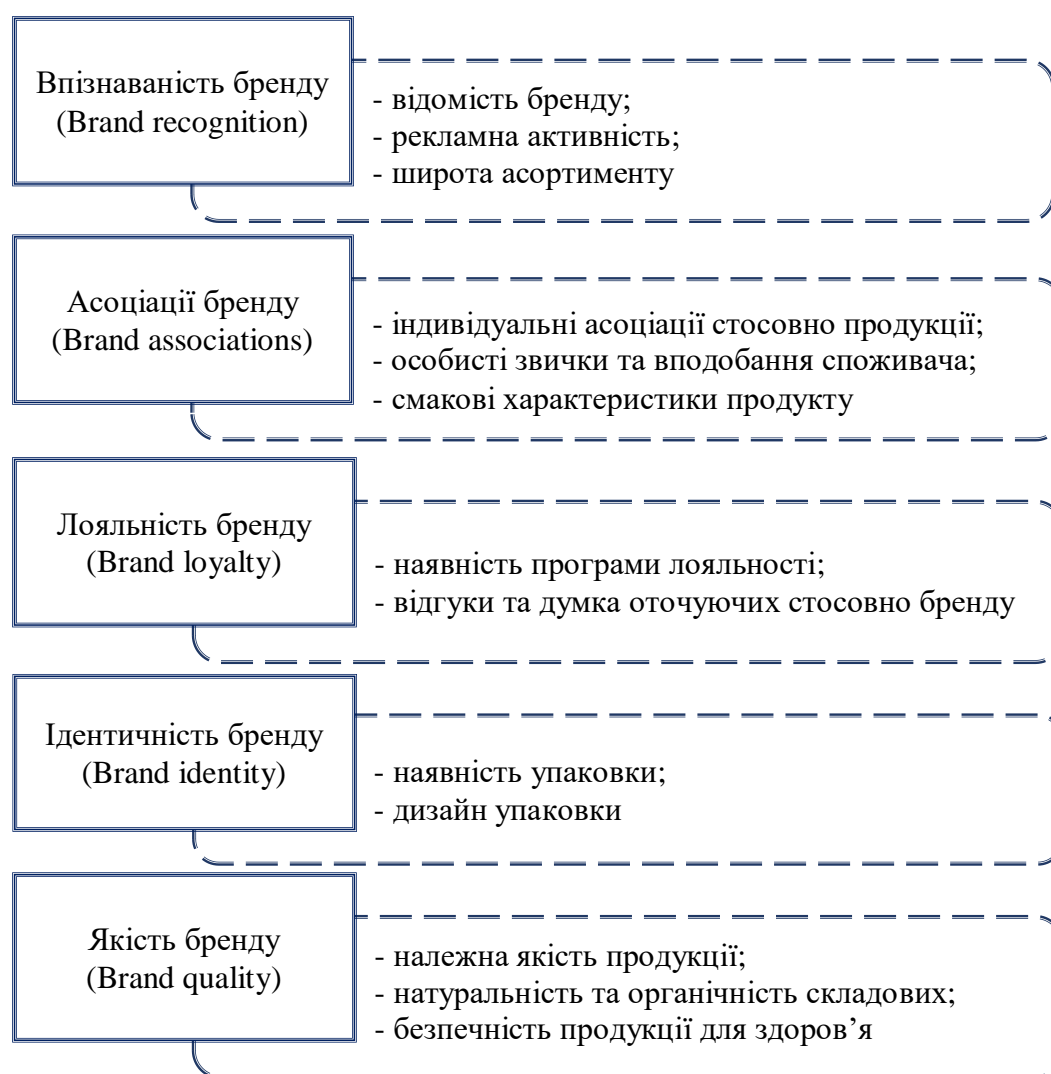 Впізнаваність бренду
(Brand recognition)
- відомість бренду;
- рекламна активність;
- широта асортименту
Асоціації бренду
(Brand associations)
- індивідуальні асоціації стосовно продукції;
- особисті звички та вподобання споживача;
- смакові характеристики продукту
Лояльність бренду
(Brand loyalty)
- наявність програми лояльності;
- відгуки та думка оточуючих стосовно бренду
Ідентичність бренду
(Brand identity)
- наявність упаковки;
- дизайн упаковки
Якість бренду
(Brand quality)
- належна якість продукції;
- натуральність та органічність складових;
- безпечність продукції для здоров’я